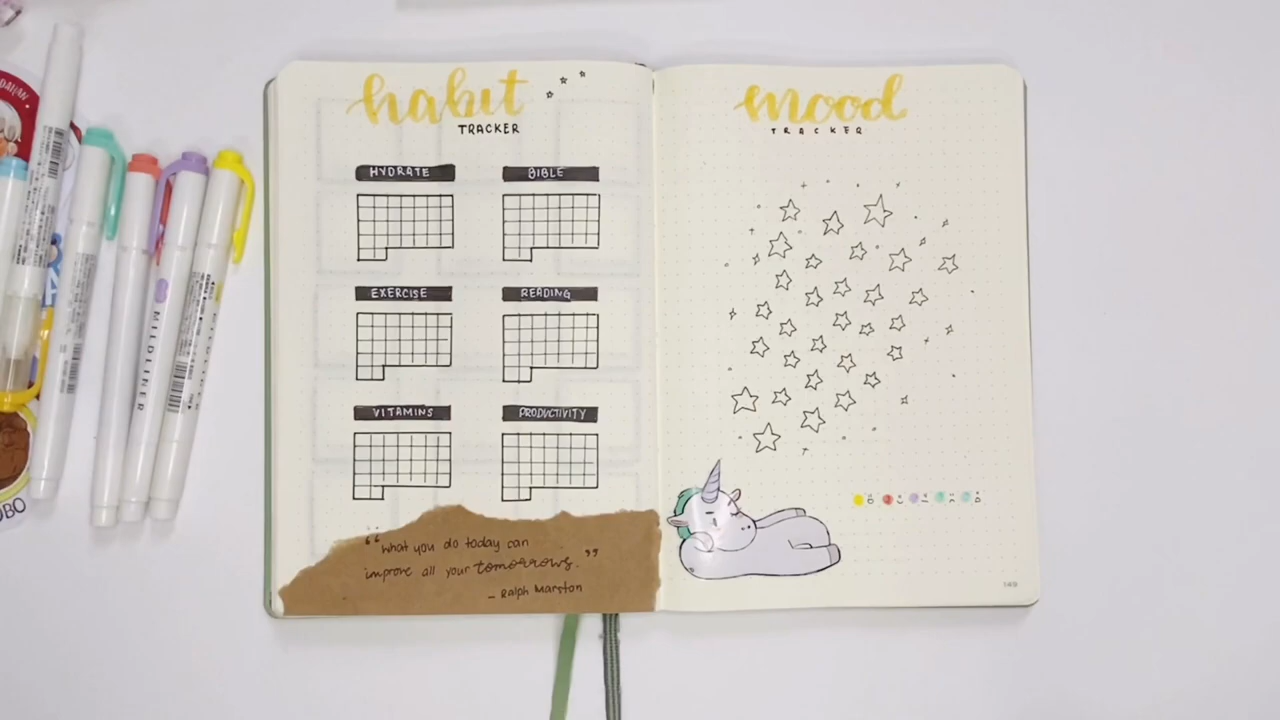 habit
TRACKER
HYDRATE
BIBLE
EXERCISE
READING
VITAMINS
PRODUCTIVITY
“what you do today can
improve all your tomorrows.”
– Ralph Marston
mood
TRACKER
149
MILDLINER